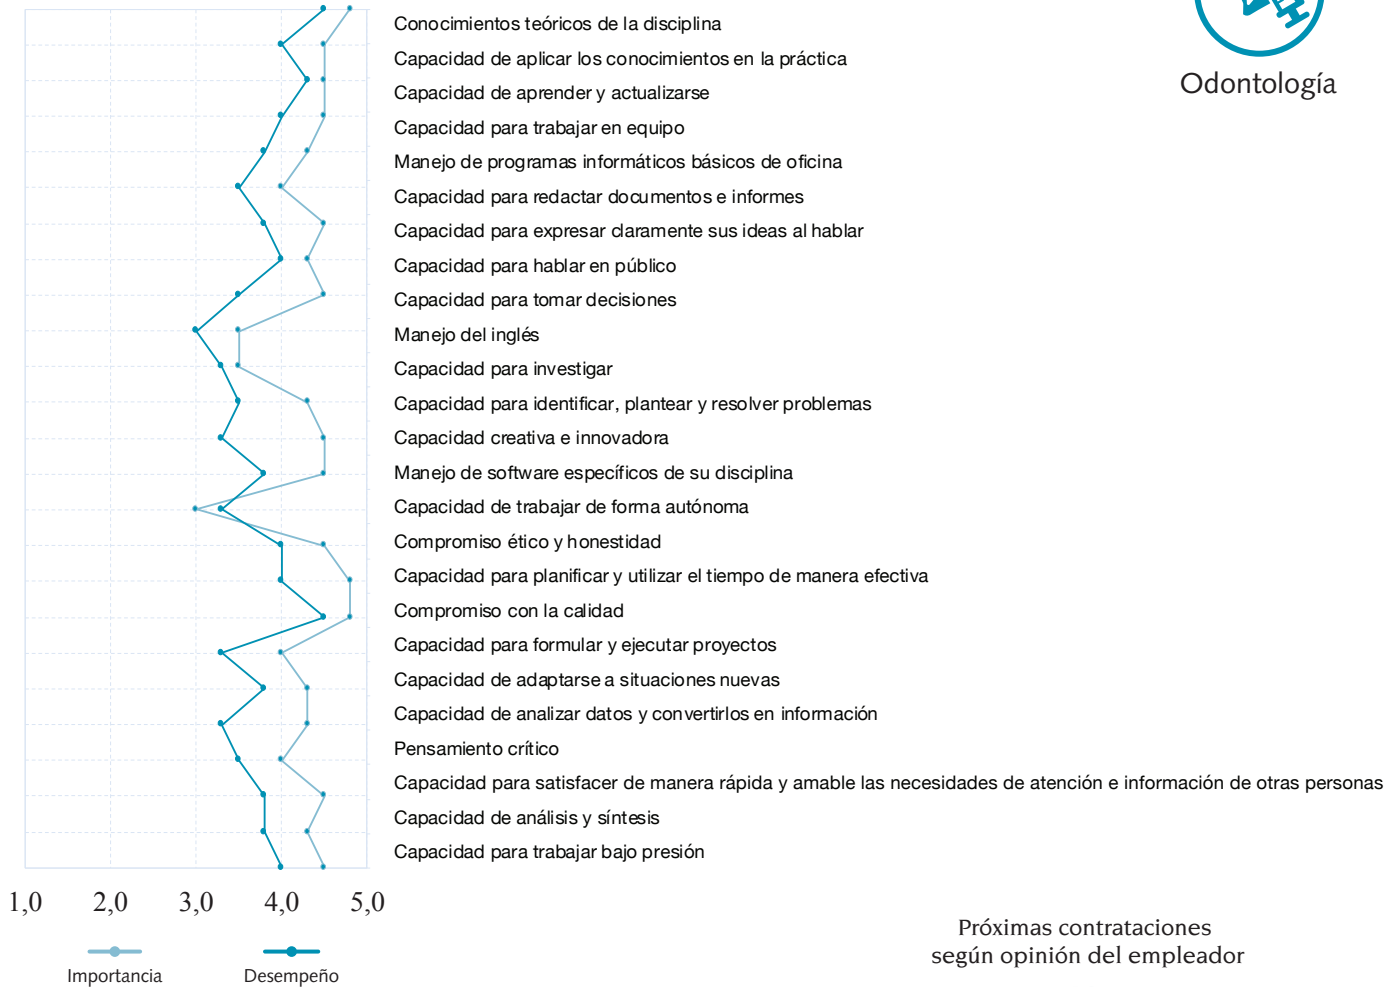 Conocimientos teóricos de la disciplina
Capacidad de aplicar los conocimientos en la práctica
Capacidad de aprender y actualizarse
Capacidad para trabajar en equipo
Manejo de programas informáticos básicos de oficina
Capacidad para redactar documentos e informes
Capacidad para expresar claramente sus ideas al hablar
Capacidad para hablar en público
Capacidad para tomar decisiones
Manejo del inglés
Capacidad para investigar
Capacidad para identificar, plantear y resolver problemas
Capacidad creativa e innovadora
Manejo de software específicos de su disciplina
Capacidad de trabajar de forma autónoma
Compromiso ético y honestidad
Capacidad para planificar y utilizar el tiempo de manera efectiva
Compromiso con la calidad
Capacidad para formular y ejecutar proyectos
Capacidad de adaptarse a situaciones nuevas
Capacidad de analizar datos y convertirlos en información
Pensamiento crítico
Capacidad para satisfacer de manera rápida y amable las necesidades de atención e información de otras personas
Capacidad de análisis y síntesis
Capacidad para trabajar bajo presión
1,0 2,0 3,0 4,0 5,0
Importancia Desempeño
Odontología
Próximas contrataciones
según opinión del empleador